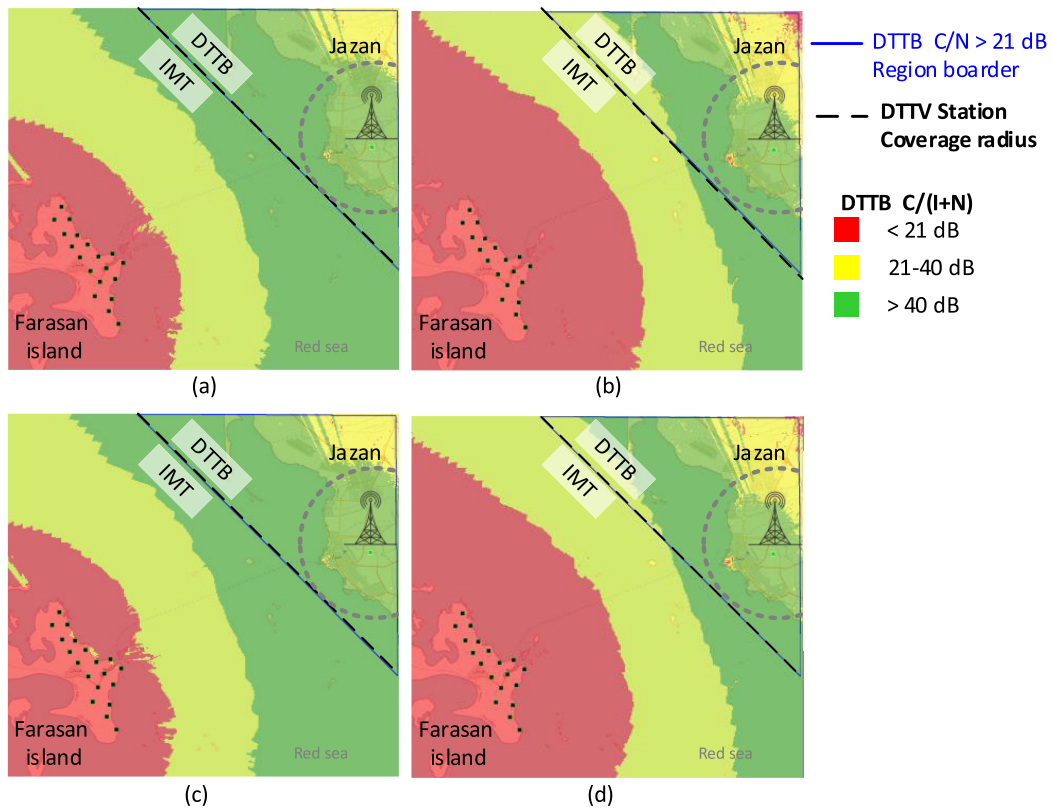 Jazan
DTTB
IMT
Farasan
island
Red sea
(a)
Jazan
DTTB
IMT
Farasan
island
Red sea
(b)
DTTB C/N > 21 dB
Region boarder
DTTV Station
Coverage radius
DTTB C/(I+N)
< 21 dB
21-40 dB
> 40 dB
Jazan
DTTB
IMT
Farasan
island
Red sea
(c)
Jazan
DTTB
IMT
Farasan
island
Red sea
(d)